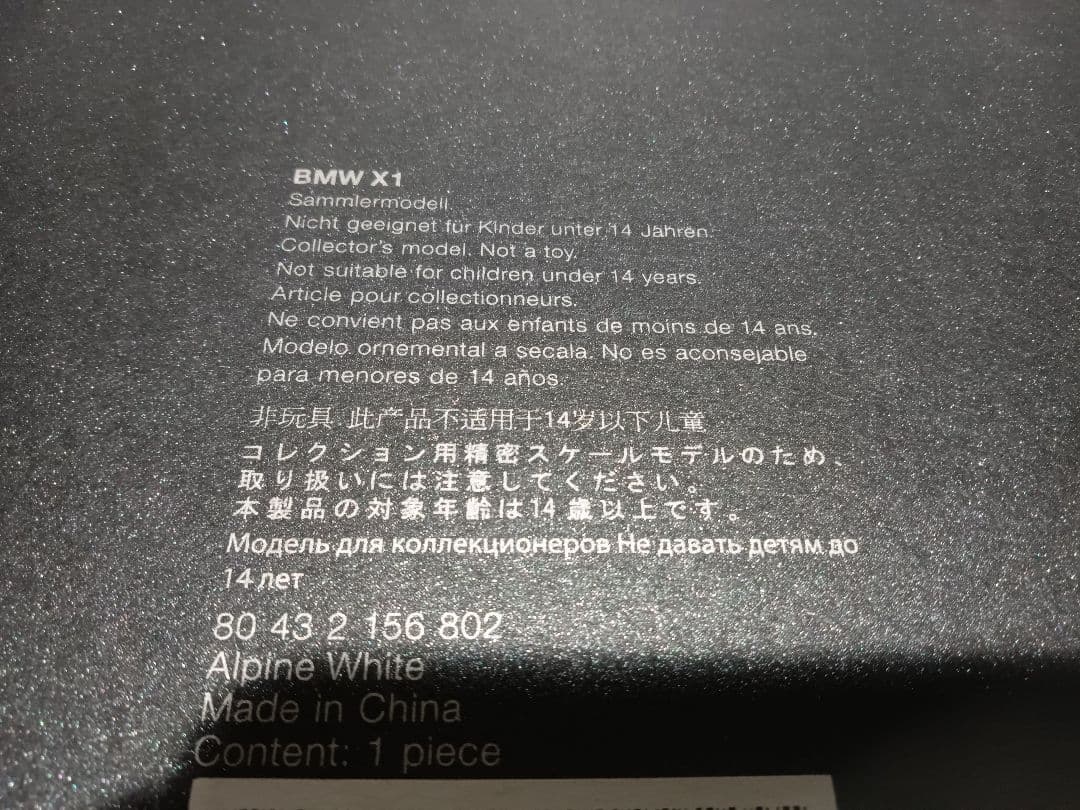 BMW X1
Sammlermodell
Nicht geeignet für Kinder unter 14 Jahren.
Collector's model. Not a toy.
Not suitable for children under 14 years.
Article pour collectionneurs.
Ne convient pas aux enfants de moins de 14 ans.
Modelo ornemental a secala. No es aconsejable
para menores de 14 años.
非玩具 此产品不适用于14岁以下儿童
コレクション用精密スケールモデルのため、
取り扱いには注意してください。
本製品の対象年齢は14歳以上です。
Модель для коллекционеров Не давать детям до
14 лет
80 43 2 156 802
Alpine White
Made in China
Content: 1 piece